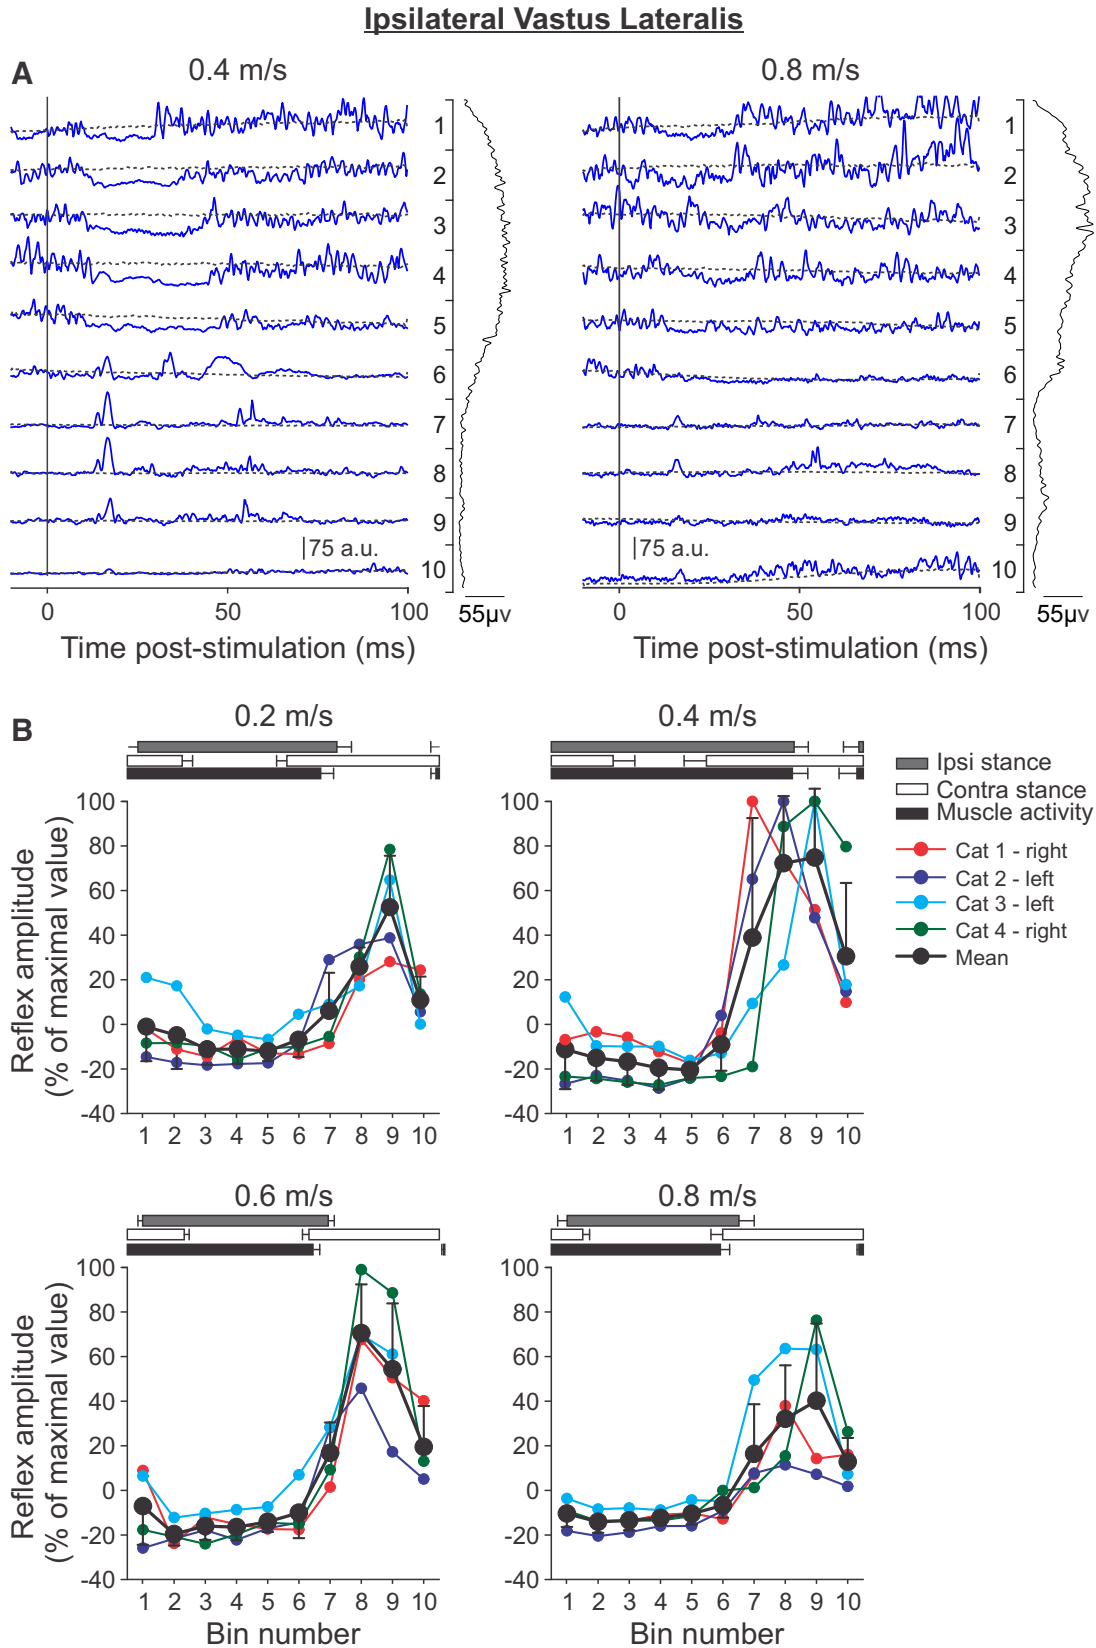 Ipsilateral Vastus Lateralis
A
0.4 m/s
0.8 m/s
1
2
3
4
5
6
7
8
9
10
75 a.u.
0
50
100
55µv
Time post-stimulation (ms)
1
2
3
4
5
6
7
8
9
10
75 a.u.
0
50
100
55µv
Time post-stimulation (ms)
B
0.2 m/s
0.4 m/s
Ipsi stance
Contra stance
Muscle activity
Cat 1 - right
Cat 2 - left
Cat 3 - left
Cat 4 - right
Mean
Reflex amplitude
(% of maximal value)
100
80
60
40
20
0
-20
-40
1 2 3 4 5 6 7 8 9 10
100
80
60
40
20
0
-20
-40
1 2 3 4 5 6 7 8 9 10
0.6 m/s
0.8 m/s
Reflex amplitude
(% of maximal value)
100
80
60
40
20
0
-20
-40
1 2 3 4 5 6 7 8 9 10
Bin number
100
80
60
40
20
0
-20
-40
1 2 3 4 5 6 7 8 9 10
Bin number